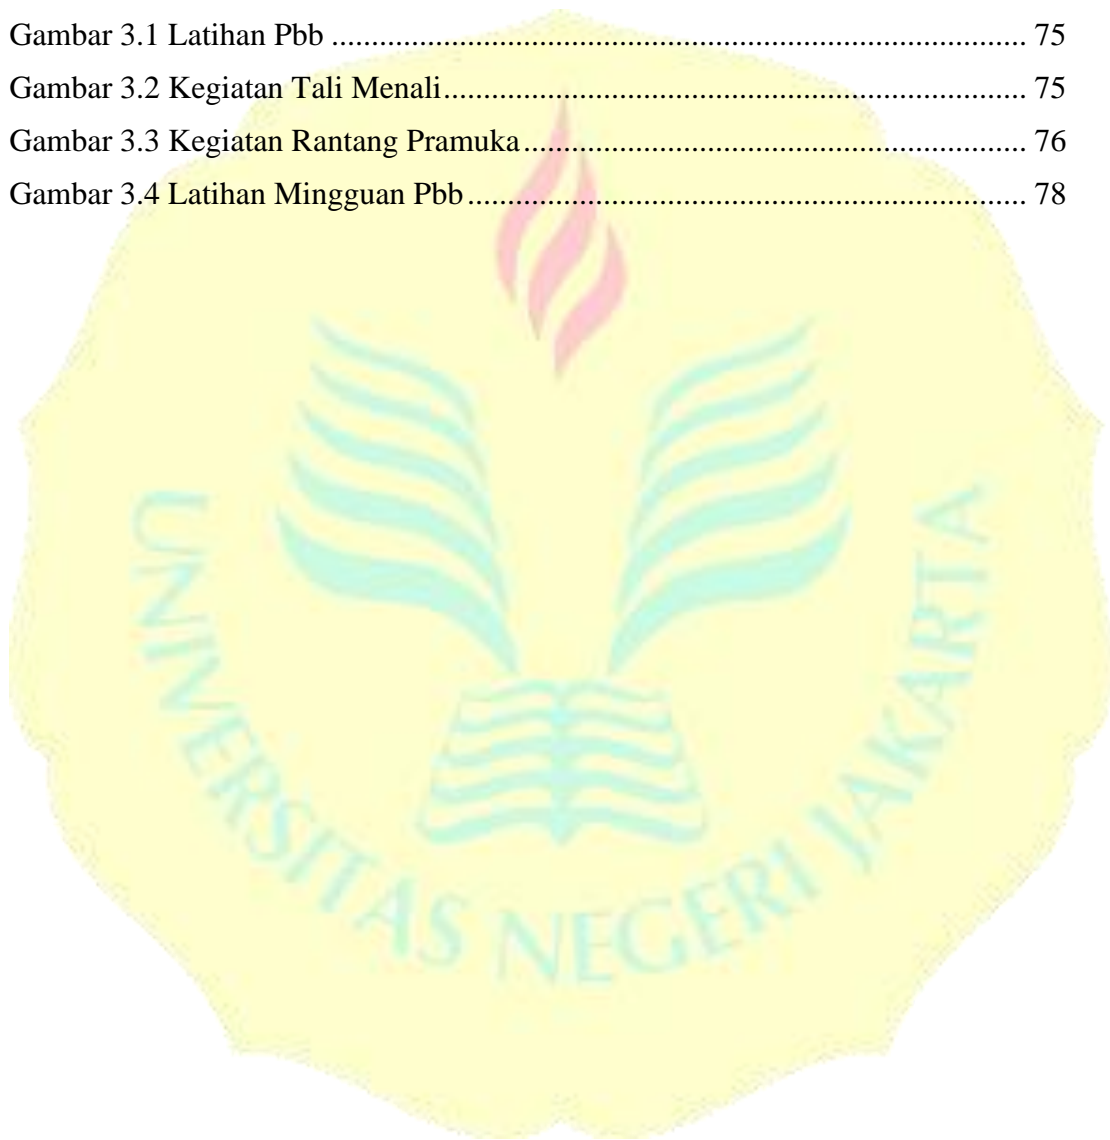 Gambar 3.1 Latihan Pbb ....................................................................................... 75
Gambar 3.2 Kegiatan Tali Menali......................................................................... 75
Gambar 3.3 Kegiatan Rantang Pramuka............................................................... 76
Gambar 3.4 Latihan Mingguan Pbb ...................................................................... 78
UNIVERSITAS NEGERI JAKARTA